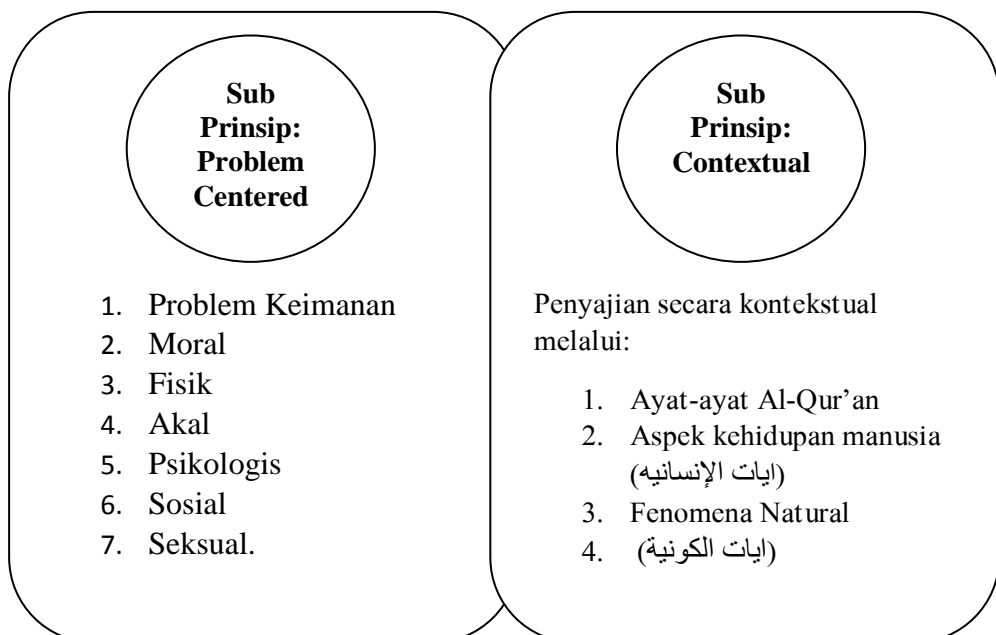 Sub
Prinsip:
Problem
Centered
1. Problem Keimanan
2. Moral
3. Fisik
4. Akal
5. Psikologis
6. Sosial
7. Seksual.
Sub
Prinsip:
Contextual
Penyajian secara kontekstual
melalui:
1. Ayat-ayat Al-Qur’an
2. Aspek kehidupan manusia
(ايات الإنسانيه)
3. Fenomena Natural
4. (ايات الكونية)